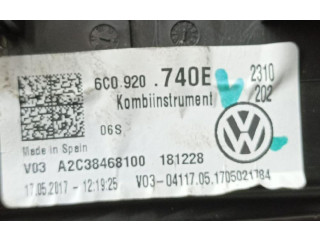 6C0 920 .740E 2310
Kombiinstrument 202
06S
Made in Spain
V03 A2C38468100 181228
17.05.2017 - 12:19:25 V03-04117.05.1705021784